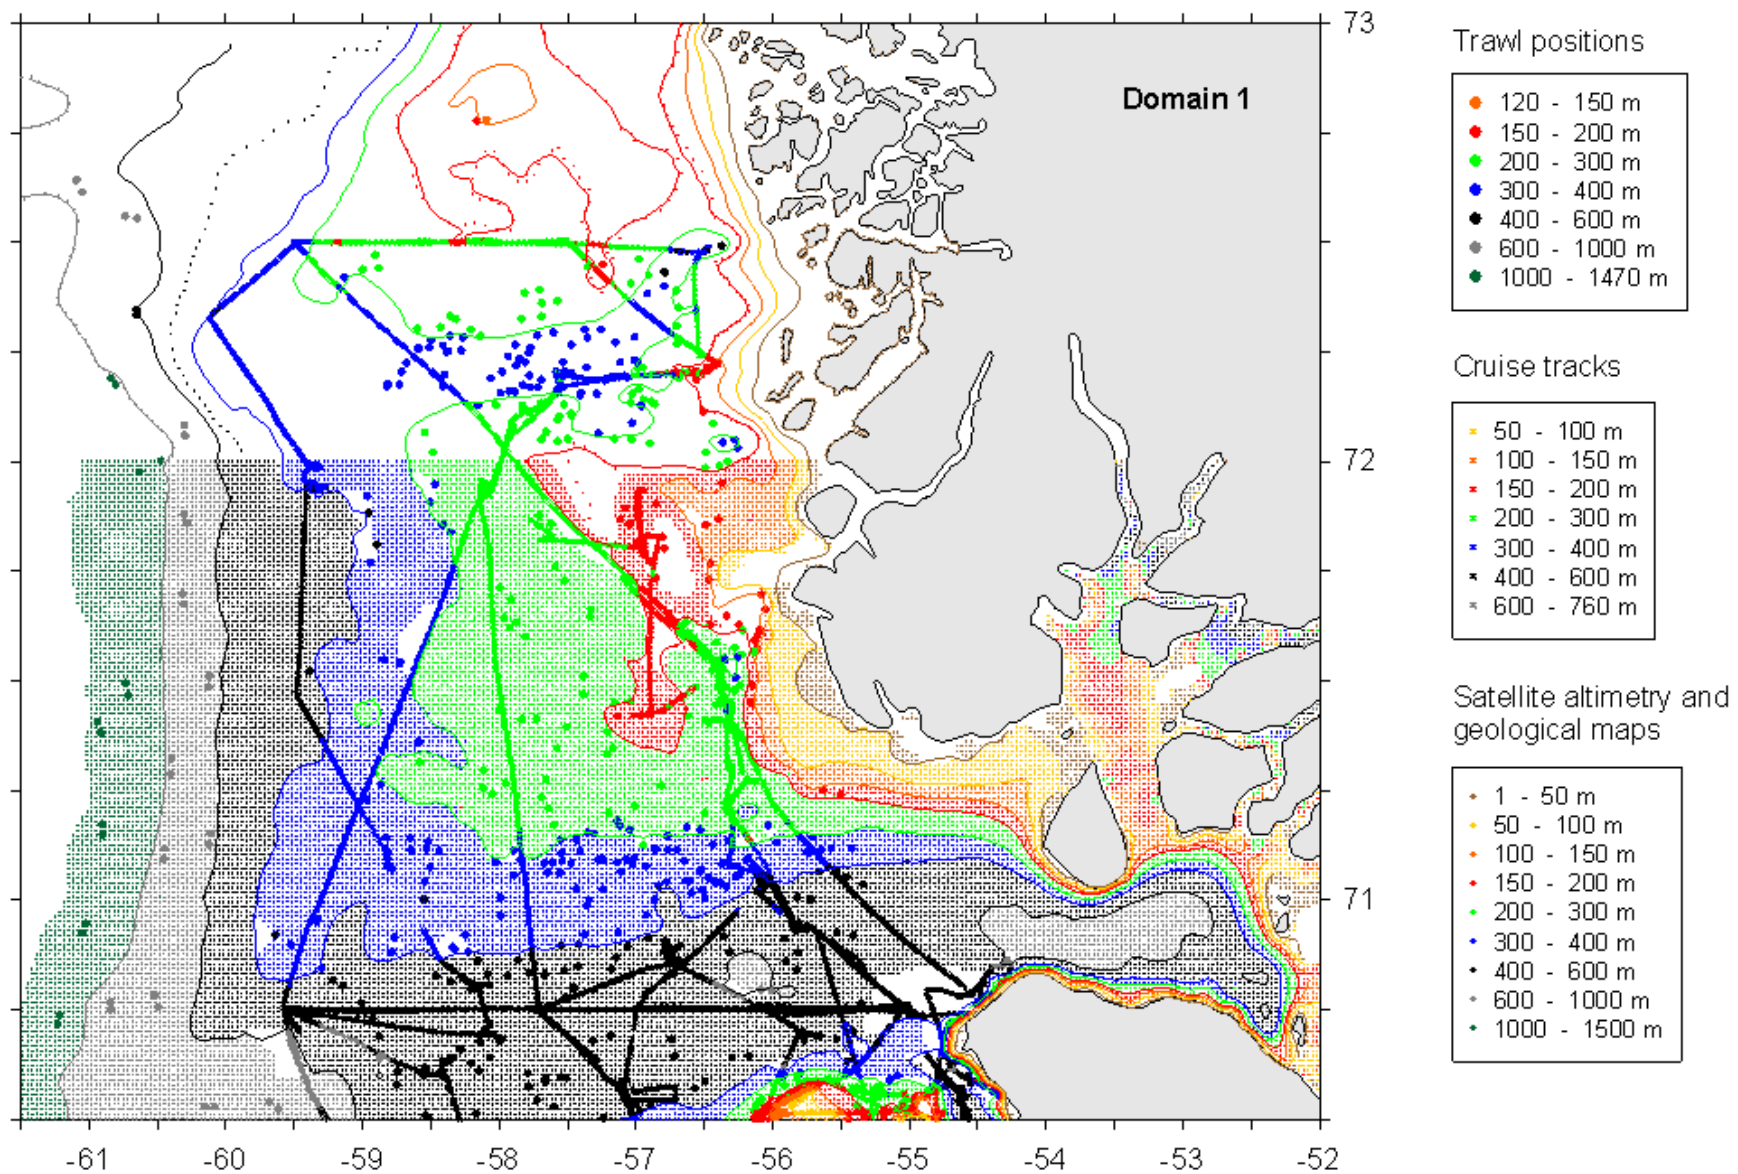 73
Domain 1
72
71
-61 -60 -59 -58 -57 -56 -55 -54 -53 -52
Trawl positions
120 - 150 m
150 - 200 m
200 - 300 m
300 - 400 m
400 - 600 m
600 - 1000 m
1000 - 1470 m
Cruise tracks
50 - 100 m
100 - 150 m
150 - 200 m
200 - 300 m
300 - 400 m
400 - 600 m
600 - 760 m
Satellite altimetry and
geological maps
1 - 50 m
50 - 100 m
100 - 150 m
150 - 200 m
200 - 300 m
300 - 400 m
400 - 600 m
600 - 1000 m
1000 - 1500 m